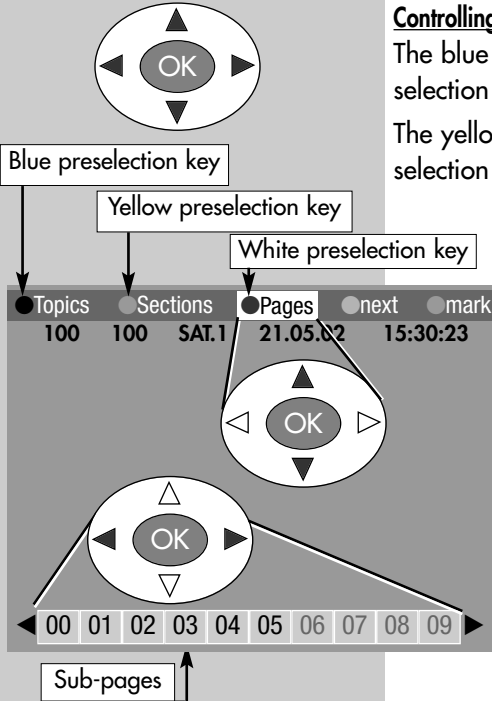 Controlling
The blue
selection
The yello
selection
OK
Blue preselection key
Yellow preselection key
White preselection key
Topics Sections Pages next mark
100 100 SAT.1 21.05.02 15:30:23
OK
OK
00 01 02 03 04 05 06 07 08 09
Sub-pages